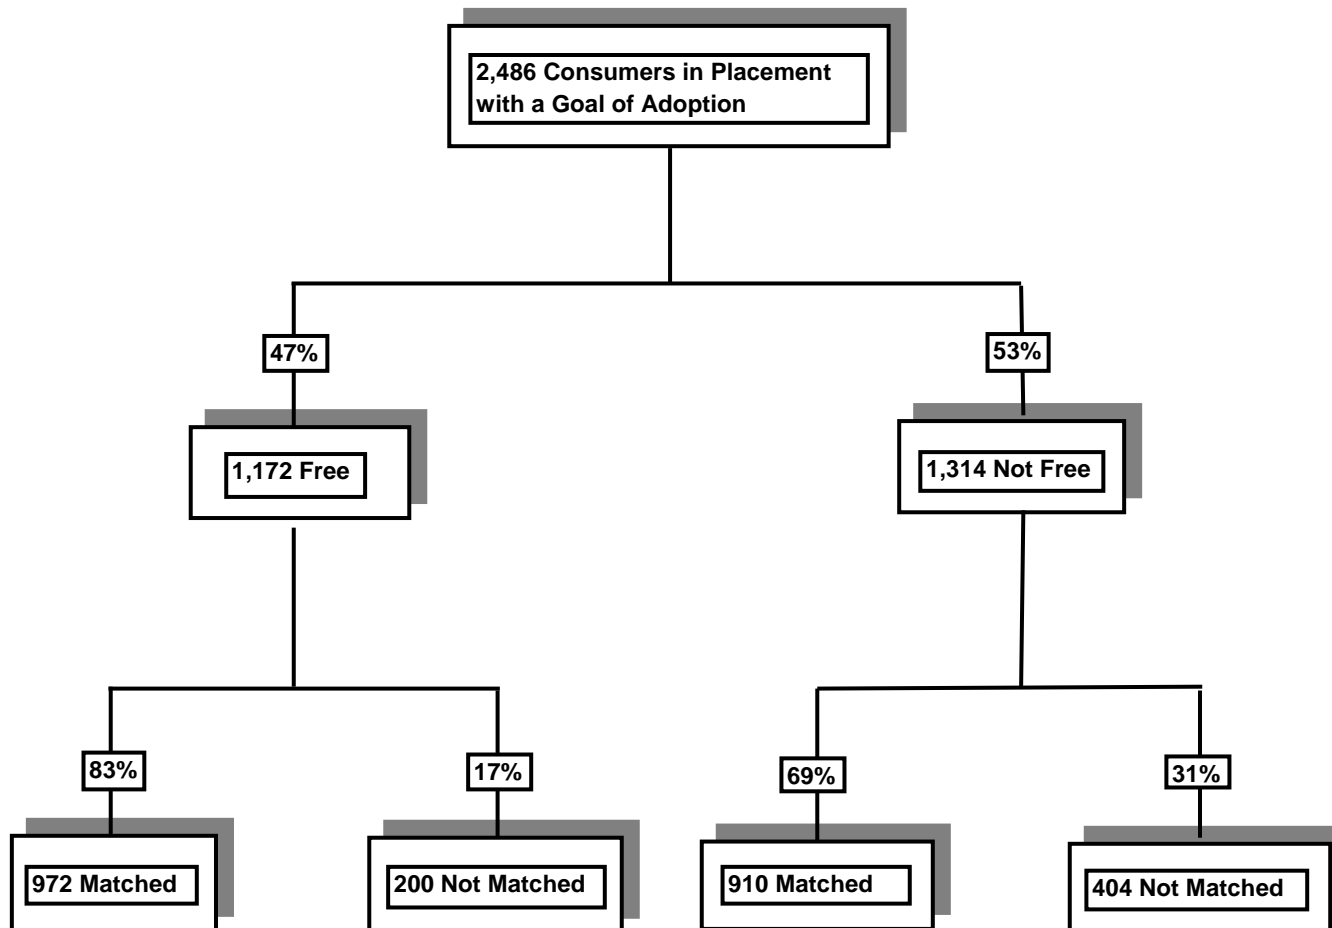 2,486 Consumers in Placement
with a Goal of Adoption
47%
53%
1,172 Free
1,314 Not Free
83%
17%
69%
31%
972 Matched
200 Not Matched
910 Matched
404 Not Matched